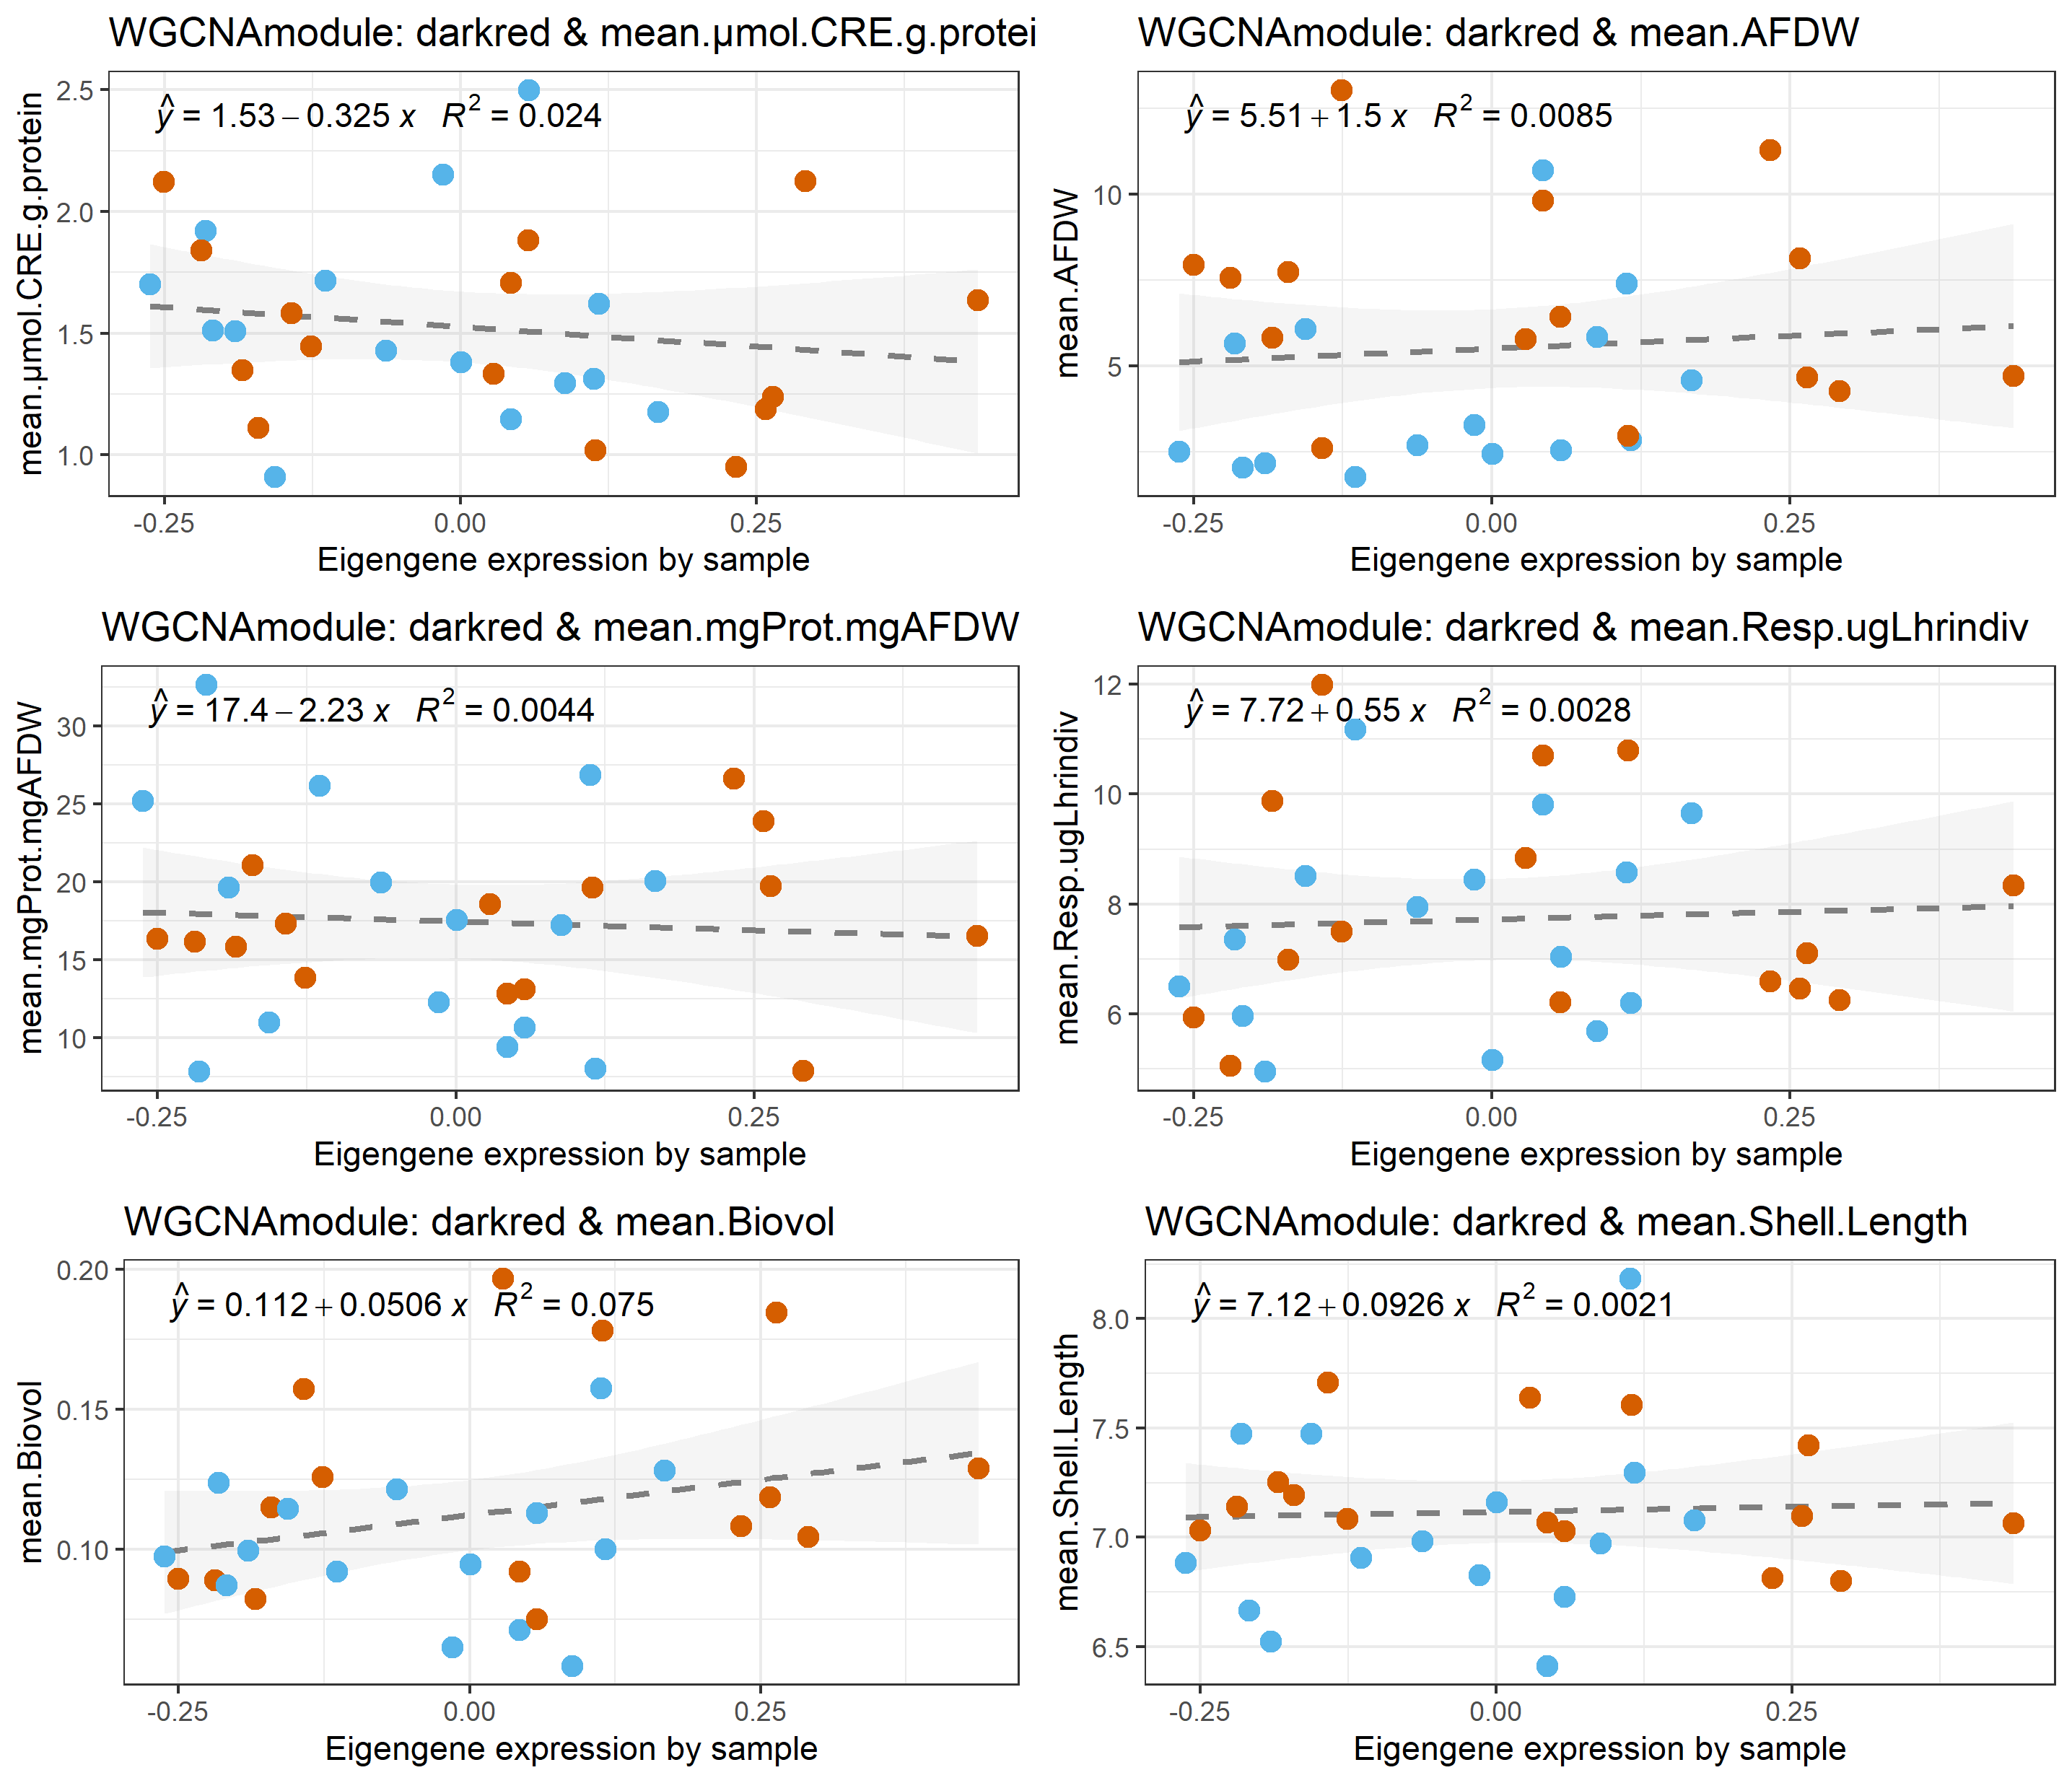 WGCNAmodule: darkred & mean.µmol.CRE.g.protei
mean.µmol.CRE.g.protein
2.5
2.0
1.5
1.0
ŷ = 1.53 − 0.325 x R² = 0.024
-0.25 0.00 0.25
Eigengene expression by sample
WGCNAmodule: darkred & mean.AFDW
mean.AFDW
10
5
ŷ = 5.51 + 1.5 x R² = 0.0085
-0.25 0.00 0.25
Eigengene expression by sample
WGCNAmodule: darkred & mean.mgProt.mgAFDW
mean.mgProt.mgAFDW
30
25
20
15
10
ŷ = 17.4 − 2.23 x R² = 0.0044
-0.25 0.00 0.25
Eigengene expression by sample
WGCNAmodule: darkred & mean.Resp.ugLhrindiv
mean.Resp.ugLhrindiv
12
10
8
6
ŷ = 7.72 + 0.55 x R² = 0.0028
-0.25 0.00 0.25
Eigengene expression by sample
WGCNAmodule: darkred & mean.Biovol
mean.Biovol
0.20
0.15
0.10
ŷ = 0.112 + 0.0506 x R² = 0.075
-0.25 0.00 0.25
Eigengene expression by sample
WGCNAmodule: darkred & mean.Shell.Length
mean.Shell.Length
8.0
7.5
7.0
6.5
ŷ = 7.12 + 0.0926 x R² = 0.0021
-0.25 0.00 0.25
Eigengene expression by sample